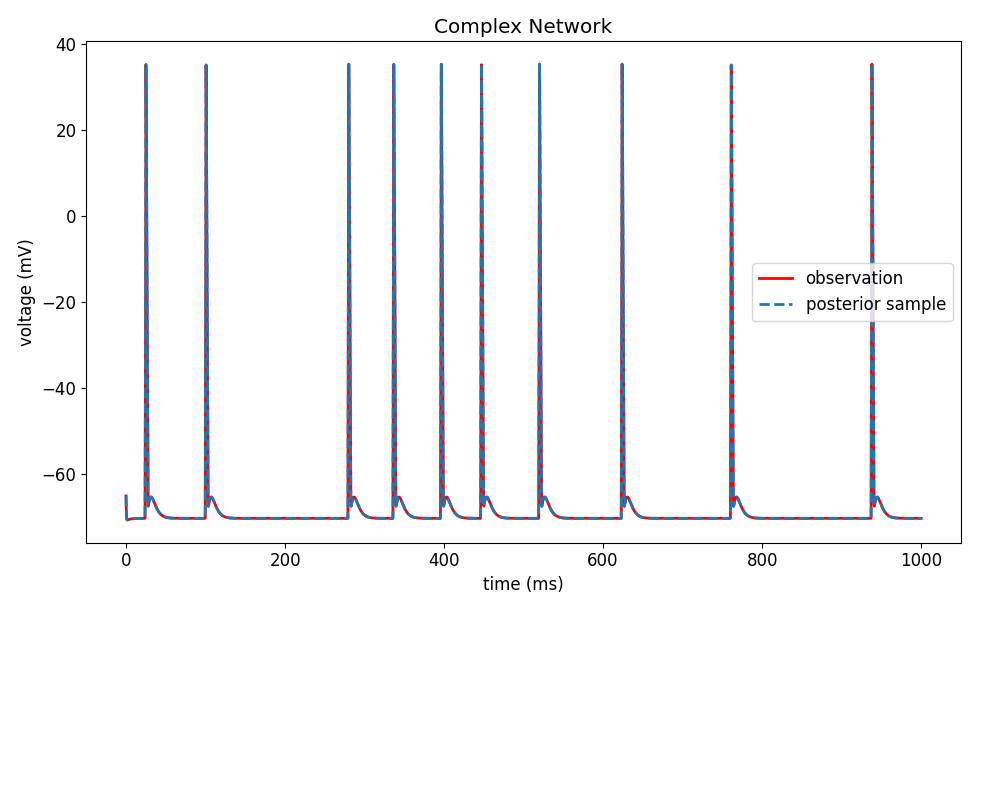 Complex Network
40
20
0
−20
−40
−60
voltage (mV)
observation
posterior sample
0 200 400 600 800 1000
time (ms)